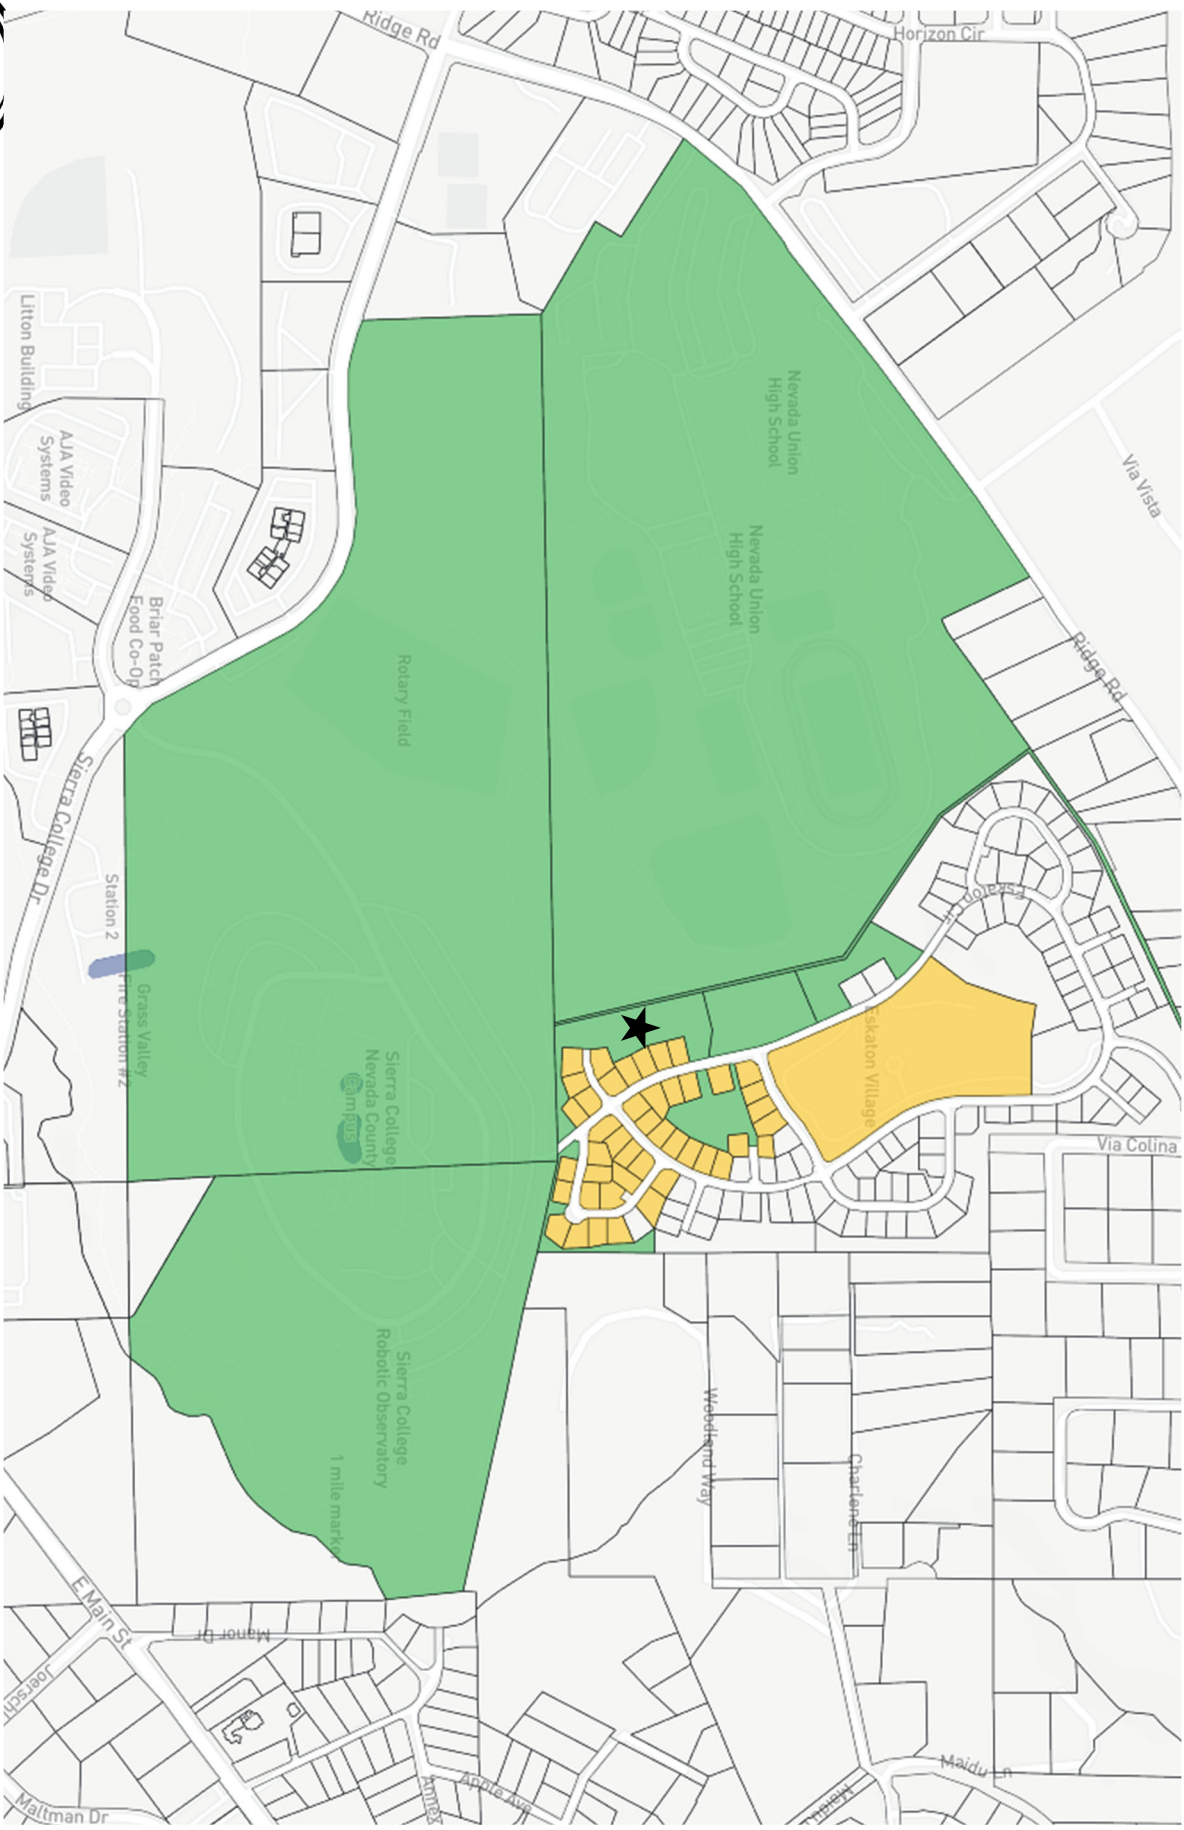 Ridge Rd
Horizon Cir
Litton Building
Nevada Union
High School
Via Vista
AJA Video
Systems
AJA Video
Systems
Nevada Union
High School
Briar Patch
Food Co-Op
Rotary Field
Ridge Rd
Sierra College Dr
Station 2
Eskaton Cir
Grass Valley
Fire Station #2
Eskaton Village
Sierra College
Nevada County
Campus
Via Colina
Sierra College
Robotic Observatory
Woodland Way
Charlene Ln
1 mile marker
E Main St
Manor Dr
Maidu Ln
Apple Ave
Annex
Maltman Dr